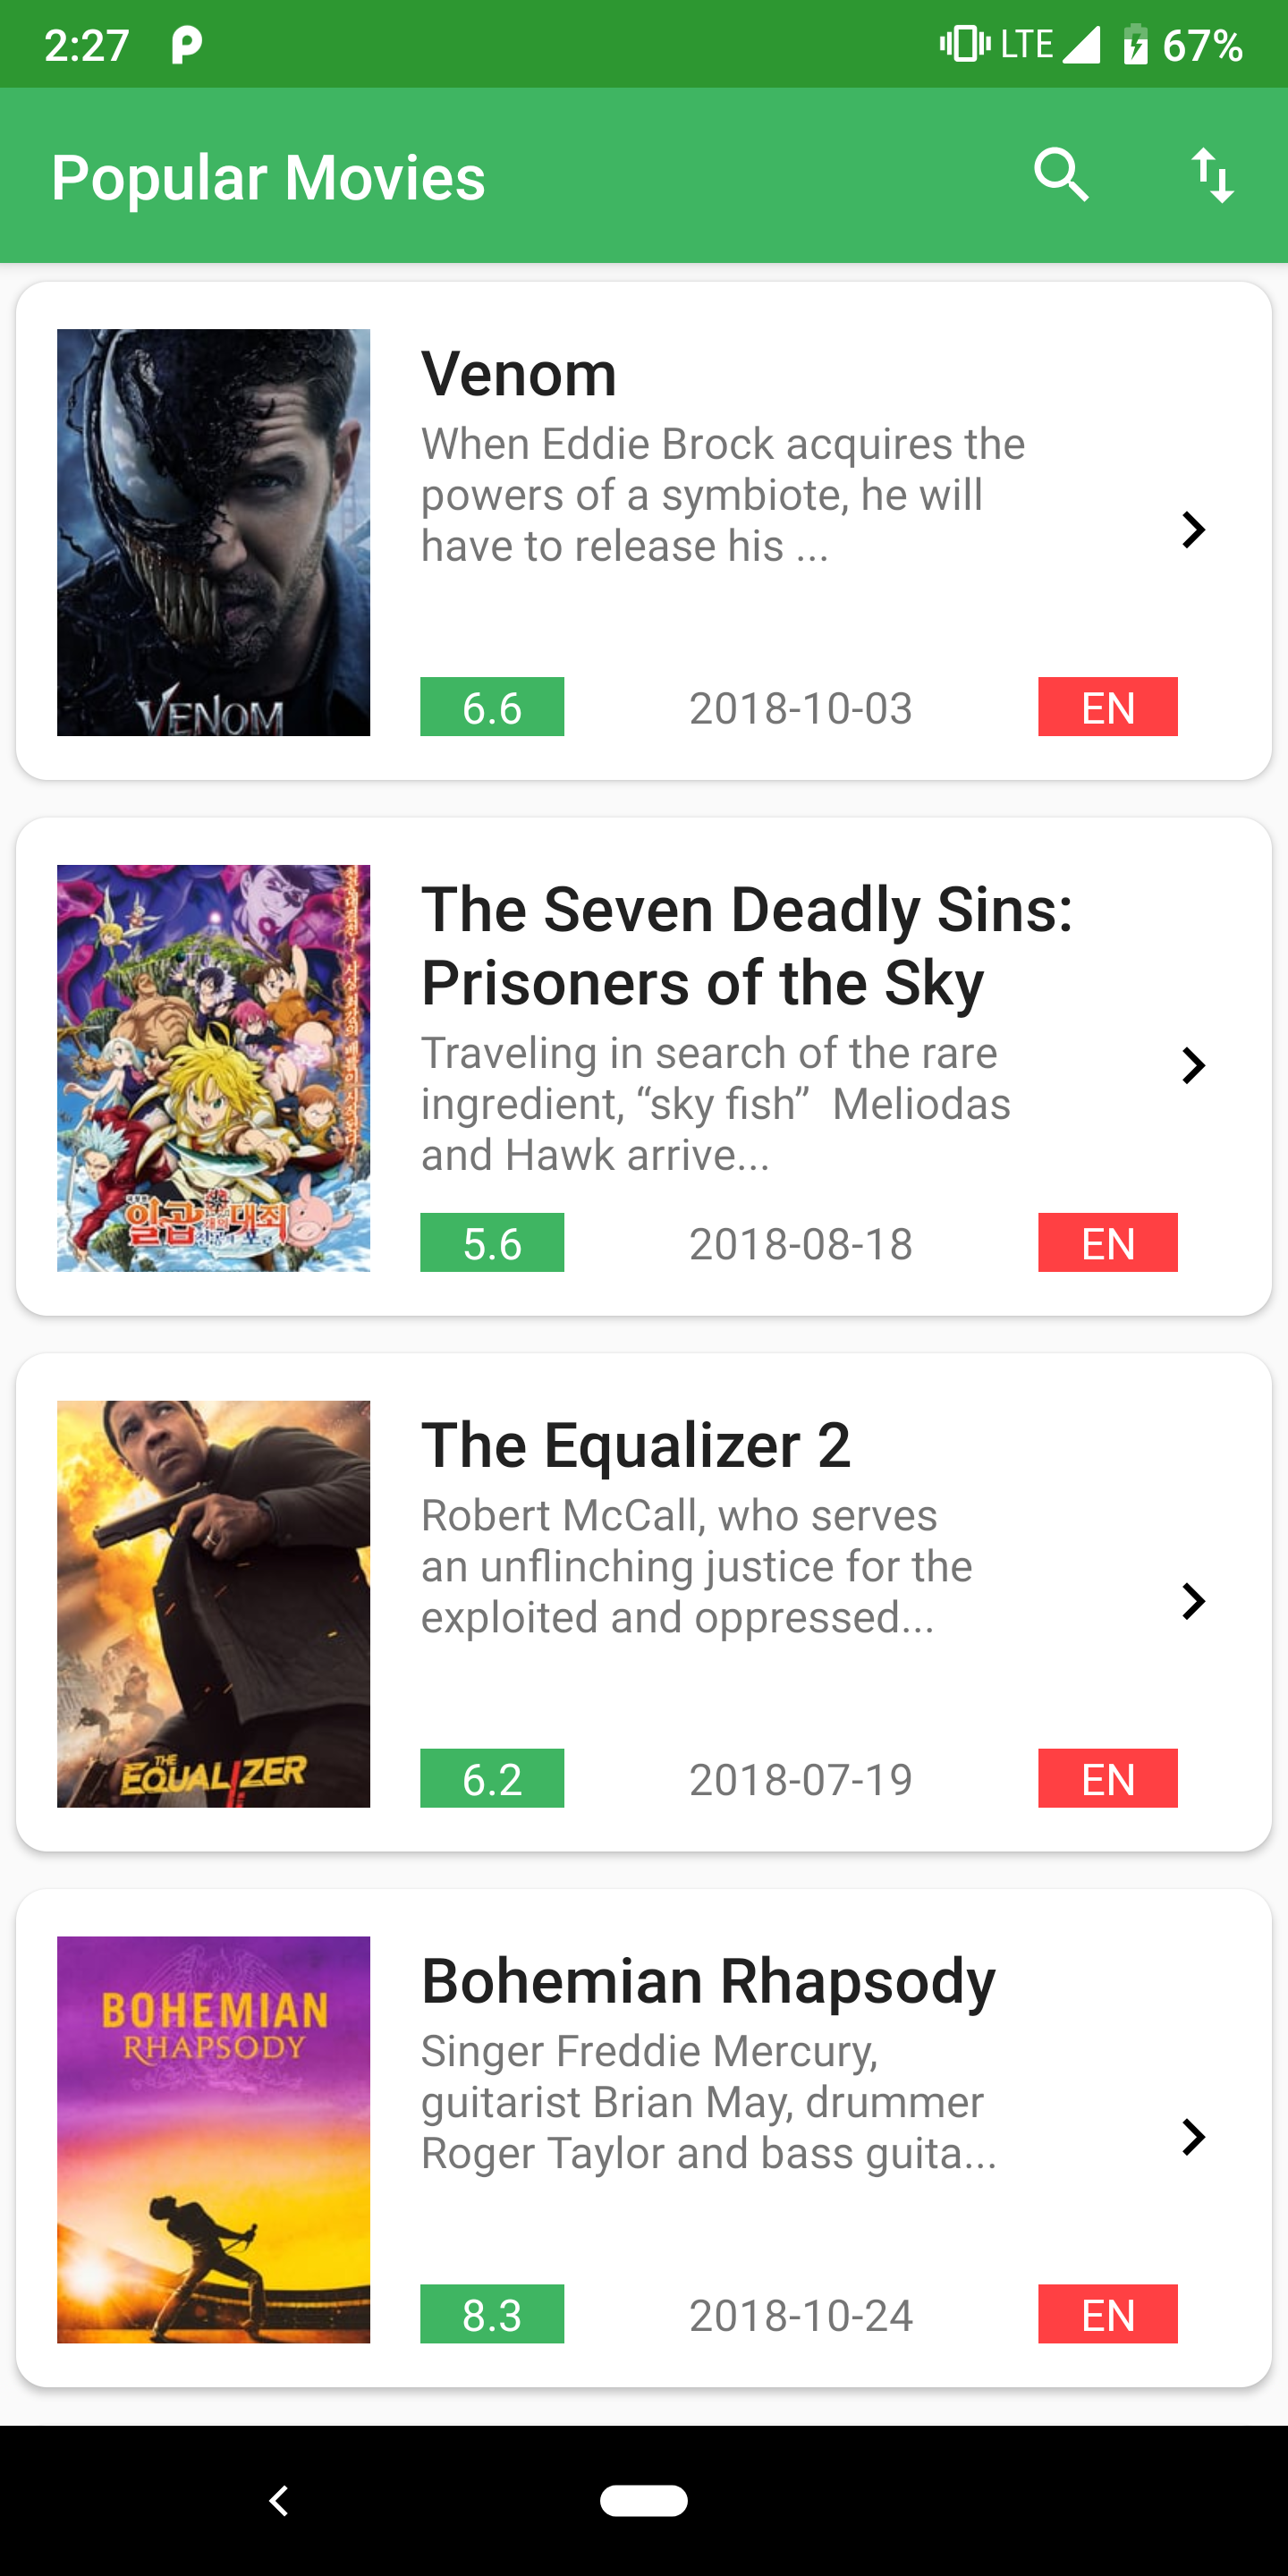 2:27
LTE
67%
Popular Movies
VENOM
Venom
When Eddie Brock acquires the
powers of a symbiote, he will
have to release his ...
6.6
2018-10-03
EN
일곱 개의 대죄
The Seven Deadly Sins:
Prisoners of the Sky
Traveling in search of the rare
ingredient, “sky fish”  Meliodas
and Hawk arrive...
5.6
2018-08-18
EN
THE
EQUALIZER
The Equalizer 2
Robert McCall, who serves
an unflinching justice for the
exploited and oppressed...
6.2
2018-07-19
EN
BOHEMIAN
RHAPSODY
Bohemian Rhapsody
Singer Freddie Mercury,
guitarist Brian May, drummer
Roger Taylor and bass guita...
8.3
2018-10-24
EN